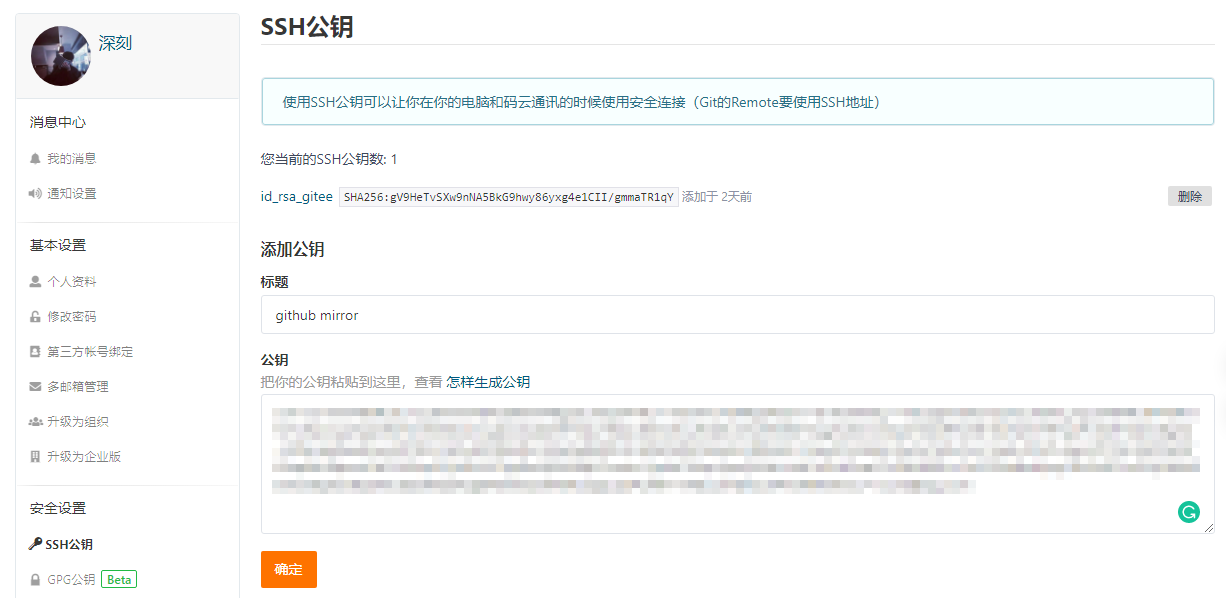 深刻
消息中心
我的消息
通知设置
基本设置
个人资料
修改密码
第三方帐号绑定
多邮箱管理
升级为组织
升级为企业版
安全设置
SSH公钥
GPG公钥 Beta
SSH公钥
使用SSH公钥可以让你在你的电脑和码云通讯的时候使用安全连接（Git的Remote要使用SSH地址）
您当前的SSH公钥数: 1
id_rsa_gitee SHA256:gV9HeTvSXw9nNA5BkG9hwy86yxg4e1CII/gmmaTR1qY 添加于 2天前 删除
添加公钥
标题
github mirror
公钥
把你的公钥粘贴到这里，查看 怎样生成公钥
确定